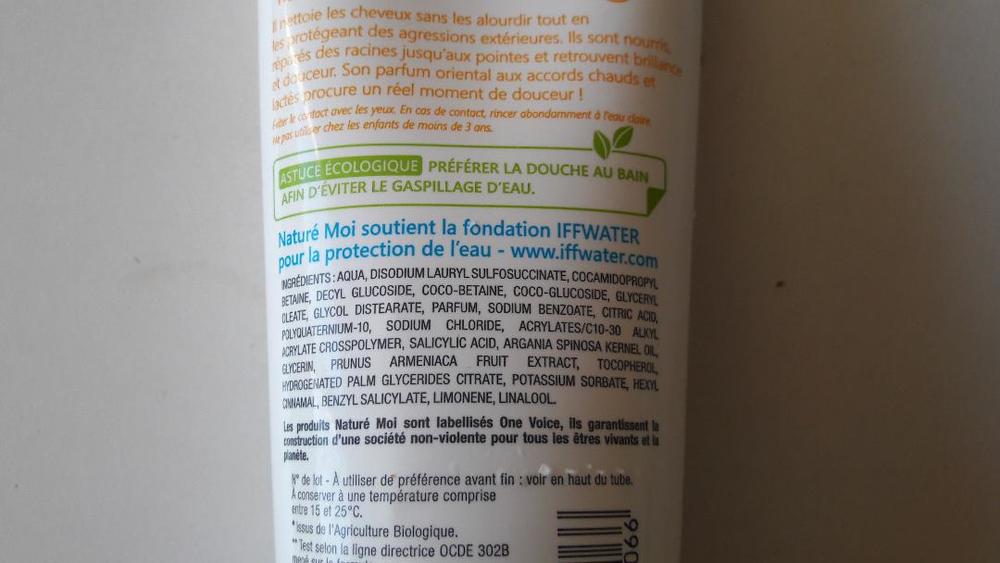 Il nettoie les cheveux sans les alourdir tout en
les protégeant des agressions extérieures. Ils sont nourris,
réparés des racines jusqu'aux pointes et retrouvent brillance
et douceur. Son parfum oriental aux accords chauds et
lactés procure un réel moment de douceur !
Eviter le contact avec les yeux. En cas de contact, rincer abondamment à l'eau claire.
Ne pas utiliser chez les enfants de moins de 3 ans.
ASTUCE ÉCOLOGIQUE PRÉFÉRER LA DOUCHE AU BAIN
AFIN D'ÉVITER LE GASPILLAGE D'EAU.
Naturé Moi soutient la fondation IFFWATER
pour la protection de l'eau - www.iffwater.com
INGRÉDIENTS : AQUA, DISODIUM LAURYL SULFOSUCCINATE, COCAMIDOPROPYL
BETAINE, DECYL GLUCOSIDE, COCO-BETAINE, COCO-GLUCOSIDE, GLYCERYL
OLEATE, GLYCOL DISTEARATE, PARFUM, SODIUM BENZOATE, CITRIC ACID,
POLYQUATERNIUM-10, SODIUM CHLORIDE, ACRYLATES/C10-30 ALKYL
ACRYLATE CROSSPOLYMER, SALICYLIC ACID, ARGANIA SPINOSA KERNEL OIL,
GLYCERIN, PRUNUS ARMENIACA FRUIT EXTRACT, TOCOPHEROL,
HYDROGENATED PALM GLYCERIDES CITRATE, POTASSIUM SORBATE, HEXYL
CINNAMAL, BENZYL SALICYLATE, LIMONENE, LINALOOL.
Les produits Naturé Moi sont labellisés One Voice, ils garantissent la
construction d'une société non-violente pour tous les êtres vivants et la
planète.
N° de lot - À utiliser de préférence avant fin : voir en haut du tube.
À conserver à une température comprise
entre 15 et 25°C.
*Issus de l'Agriculture Biologique.
**Test selon la ligne directrice OCDE 302B
mené sur la